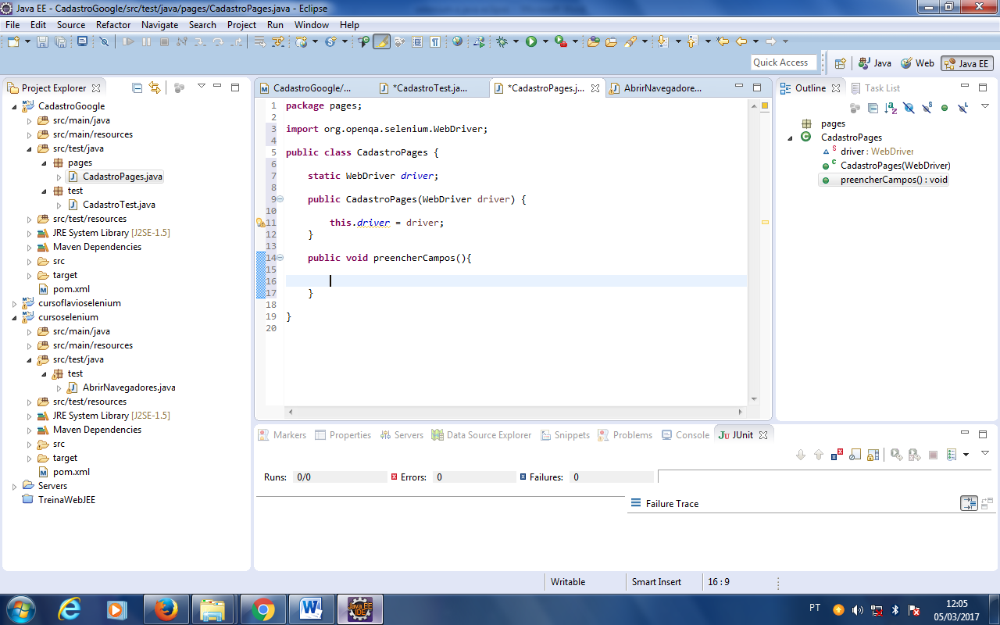 Java EE - CadastroGoogle/src/test/java/pages/CadastroPages.java - Eclipse
File Edit Source Refactor Navigate Search Project Run Window Help
Quick Access
Java
Web
Java EE
Project Explorer
CadastroGoogle
src/main/java
src/main/resources
src/test/java
pages
CadastroPages.java
test
CadastroTest.java
src/test/resources
JRE System Library [J2SE-1.5]
Maven Dependencies
src
target
pom.xml
cursoflavioselenium
cursoselenium
src/main/java
src/main/resources
src/test/java
test
AbrirNavegadores.java
src/test/resources
JRE System Library [J2SE-1.5]
Maven Dependencies
src
target
pom.xml
Servers
TreinaWebJEE
CadastroGoogle/... *CadastroTest.ja... *CadastroPages.j... AbrirNavegadore...
1 package pages;
2
3 import org.openqa.selenium.WebDriver;
4
5 public class CadastroPages {
6
7 static WebDriver driver;
8
9 public CadastroPages(WebDriver driver) {
10
11 this.driver = driver;
12 }
13
14 public void preencherCampos(){
15
16
17 }
18
19 }
20
Outline Task List
pages
CadastroPages
S driver : WebDriver
C CadastroPages(WebDriver)
preencherCampos() : void
Markers Properties Servers Data Source Explorer Snippets Problems Console JUnit
Runs: 0/0 Errors: 0 Failures: 0
Failure Trace
Writable Smart Insert 16 : 9
Java EE
IDE
PT
12:05
05/03/2017